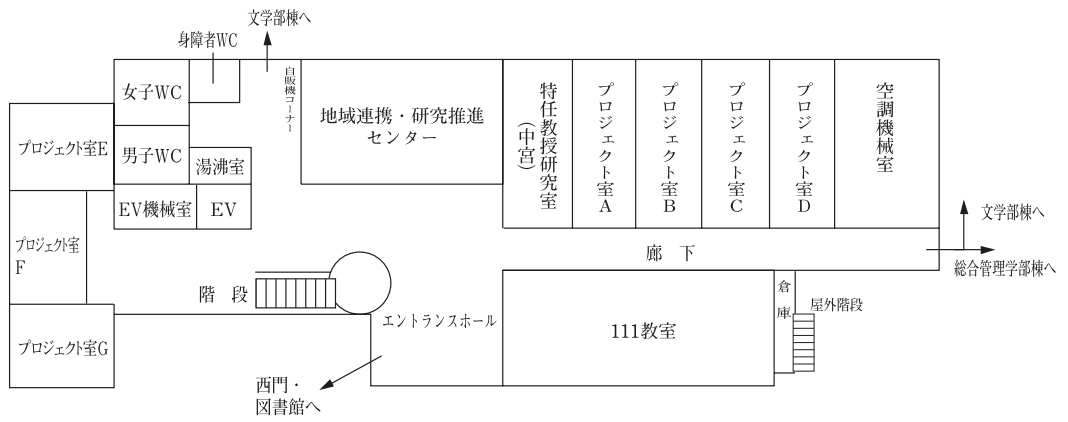 文学部棟へ
身障者WC
女子WC
自販機コーナー
地域連携・研究推進
センター
特任教授研究室
（中宮）
プロジェクト室A
プロジェクト室B
プロジェクト室C
プロジェクト室D
空調機械室
プロジェクト室E
男子WC
湯沸室
EV機械室
EV
プロジェクト室
F
廊　下
文学部棟へ
総合管理学部棟へ
階　段
エントランスホール
111教室
倉庫
屋外階段
プロジェクト室G
西門・
図書館へ